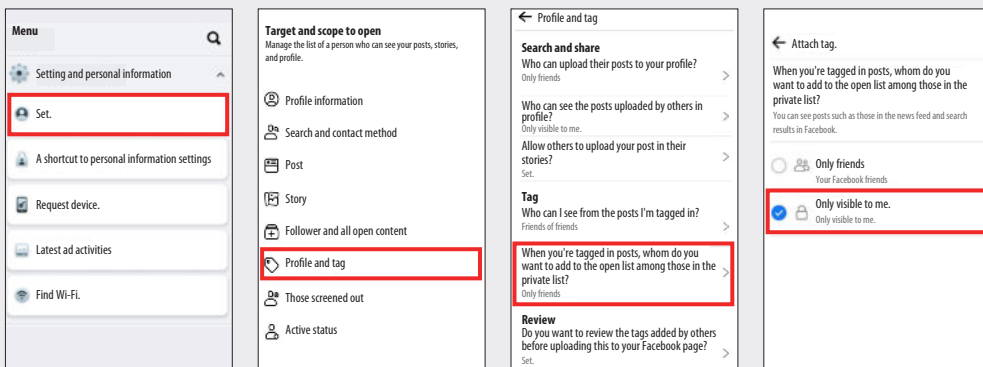 Menu
Setting and personal information
Set.
A shortcut to personal information settings
Request device.
Latest ad activities
Find Wi-Fi.
Target and scope to open
Manage the list of a person who can see your posts, stories,
and profile.
Profile information
Search and contact method
Post
Story
Follower and all open content
Profile and tag
Those screened out
Active status
Profile and tag
Search and share
Who can upload their posts to your profile?
Only friends
Who can see the posts uploaded by others in
profile?
Only visible to me.
Allow others to upload your post in their
stories?
Set.
Tag
Who can I see from the posts I'm tagged in?
Friends of friends
When you're tagged in posts, whom do you
want to add to the open list among those in the
private list?
Only friends
Review
Do you want to review the tags added by others
before uploading this to your Facebook page?
Set.
Attach tag.
When you're tagged in posts, whom do you
want to add to the open list among those in the
private list?
You can see posts such as those in the news feed and search
results in Facebook.
Only friends
Your Facebook friends
Only visible to me.
Only visible to me.